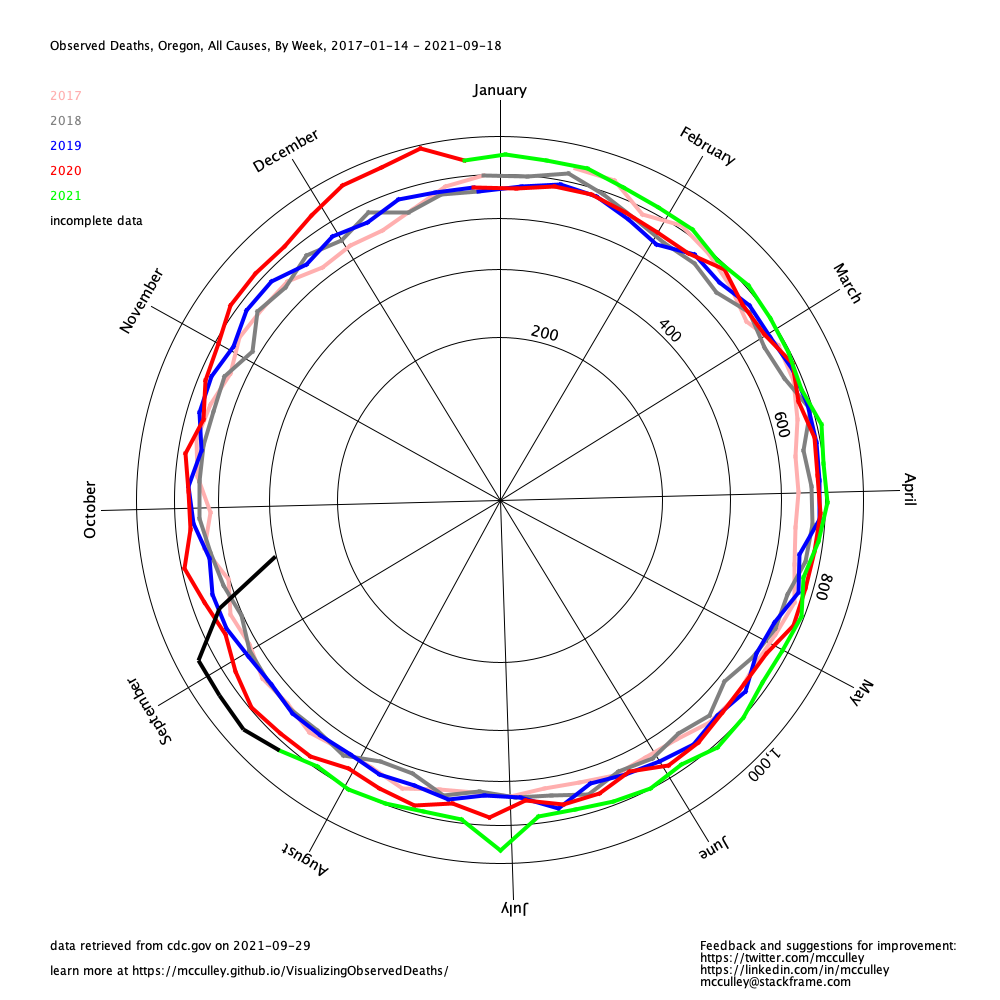 Observed Deaths, Oregon, All Causes, By Week, 2017-01-14 - 2021-09-18
2017
2018
2019
2020
2021
incomplete data
January
February
March
April
May
June
July
August
September
October
November
December
200
400
600
800
1,000
data retrieved from cdc.gov on 2021-09-29
learn more at https://mcculley.github.io/VisualizingObservedDeaths/
Feedback and suggestions for improvement:
https://twitter.com/mcculley
https://linkedin.com/in/mcculley
mcculley@stackframe.com